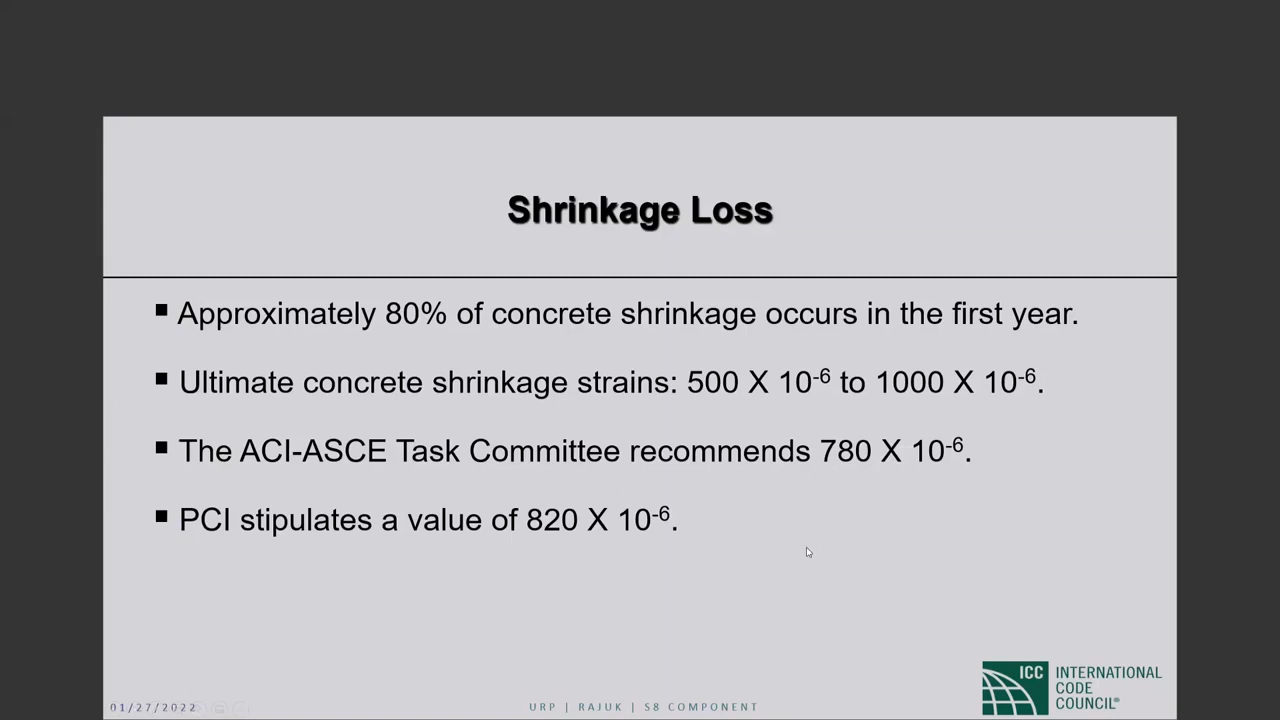 Shrinkage Loss
▪ Approximately 80% of concrete shrinkage occurs in the first year.
▪ Ultimate concrete shrinkage strains: 500 X 10⁻⁶ to 1000 X 10⁻⁶.
▪ The ACI-ASCE Task Committee recommends 780 X 10⁻⁶.
▪ PCI stipulates a value of 820 X 10⁻⁶.
ICC INTERNATIONAL
CODE
COUNCIL®
01/27/2022
URP | RAJUK | S8 COMPONENT